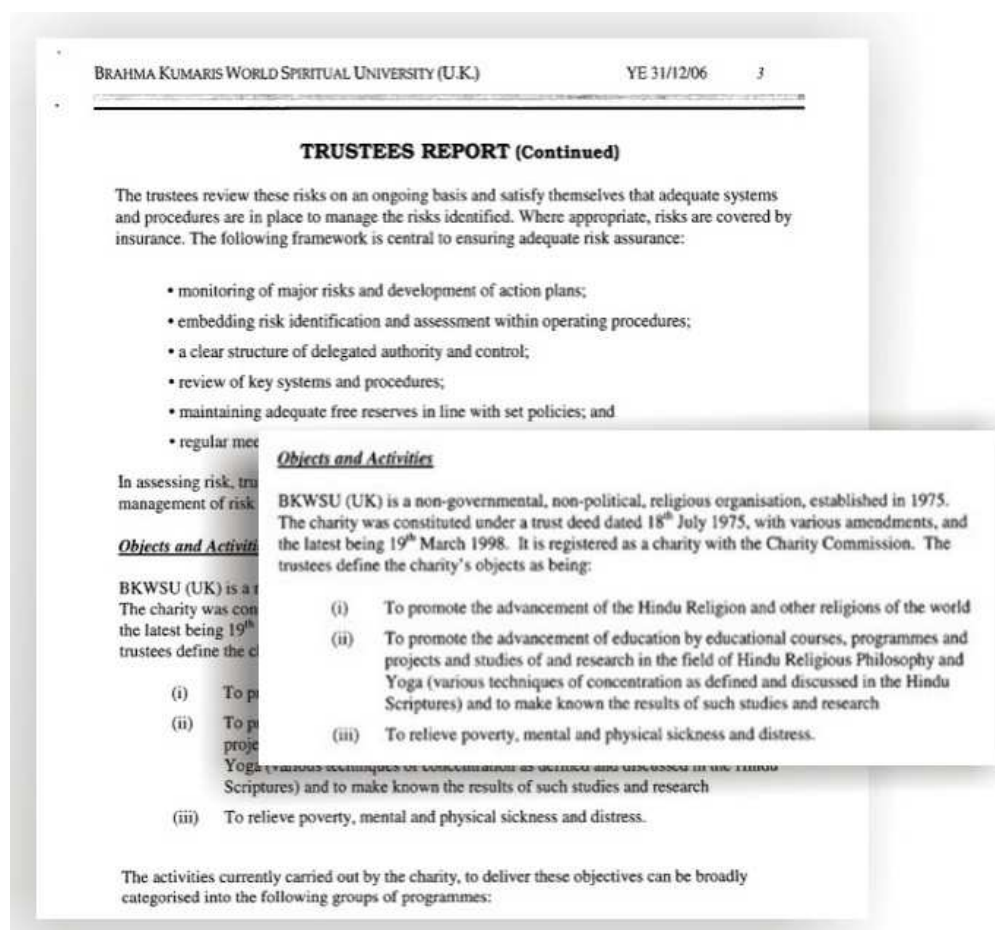 BRAHMA KUMARIS WORLD SPIRITUAL UNIVERSITY (U.K.) YE 31/12/06 3
TRUSTEES REPORT (Continued)
The trustees review these risks on an ongoing basis and satisfy themselves that adequate systems
and procedures are in place to manage the risks identified. Where appropriate, risks are covered by
insurance. The following framework is central to ensuring adequate risk assurance:
• monitoring of major risks and development of action plans;
• embedding risk identification and assessment within operating procedures;
• a clear structure of delegated authority and control;
• review of key systems and procedures;
• maintaining adequate free reserves in line with set policies; and
• regular mee
In assessing risk, tru
management of risk
Objects and Activiti
BKWSU (UK) is a
The charity was con
the latest being 19th
trustees define the c
(i) To p
(ii) To p
proje
Yoga (various techniques of concentration as defined and discussed in the Hindu
Scriptures) and to make known the results of such studies and research
(iii) To relieve poverty, mental and physical sickness and distress.
The activities currently carried out by the charity, to deliver these objectives can be broadly
categorised into the following groups of programmes:
Objects and Activities
BKWSU (UK) is a non-governmental, non-political, religious organisation, established in 1975.
The charity was constituted under a trust deed dated 18th July 1975, with various amendments, and
the latest being 19th March 1998. It is registered as a charity with the Charity Commission. The
trustees define the charity's objects as being:
(i) To promote the advancement of the Hindu Religion and other religions of the world
(ii) To promote the advancement of education by educational courses, programmes and
projects and studies of and research in the field of Hindu Religious Philosophy and
Yoga (various techniques of concentration as defined and discussed in the Hindu
Scriptures) and to make known the results of such studies and research
(iii) To relieve poverty, mental and physical sickness and distress.